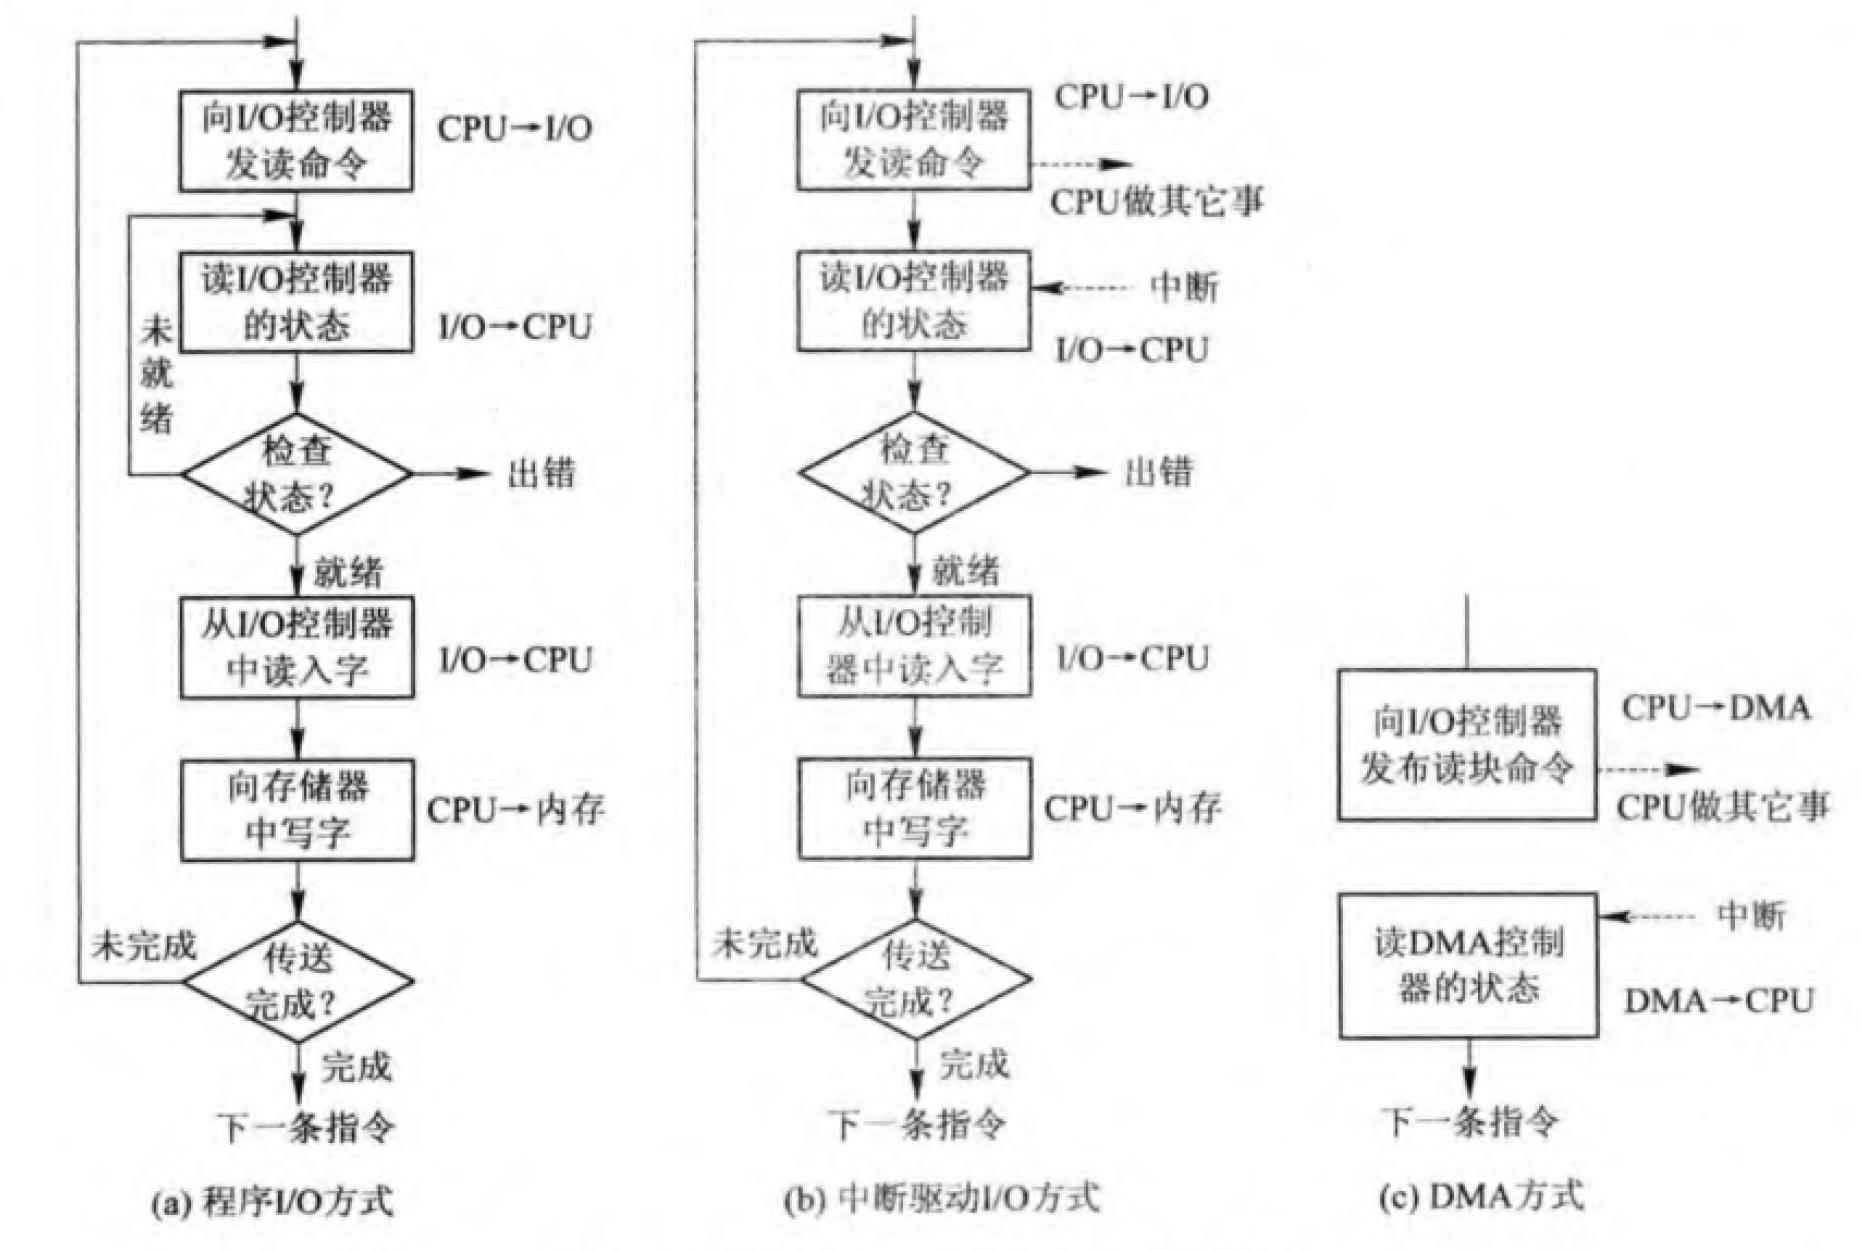 向I/O控制器
发读命令
CPU→I/O
读I/O控制器
的状态
I/O→CPU
未
就
绪
检查
状态?
出错
就绪
从I/O控制器
中读入字
I/O→CPU
向存储器
中写字
CPU→内存
未完成
传送
完成?
完成
下一条指令
(a) 程序I/O方式
向I/O控制器
发读命令
CPU→I/O
CPU做其它事
读I/O控制器
的状态
中断
I/O→CPU
检查
状态?
出错
就绪
从I/O控制
器中读入字
I/O→CPU
向存储器
中写字
CPU→内存
未完成
传送
完成?
完成
下一条指令
(b) 中断驱动I/O方式
向I/O控制器
发布读块命令
CPU→DMA
CPU做其它事
读DMA控制
器的状态
中断
DMA→CPU
下一条指令
(c) DMA方式